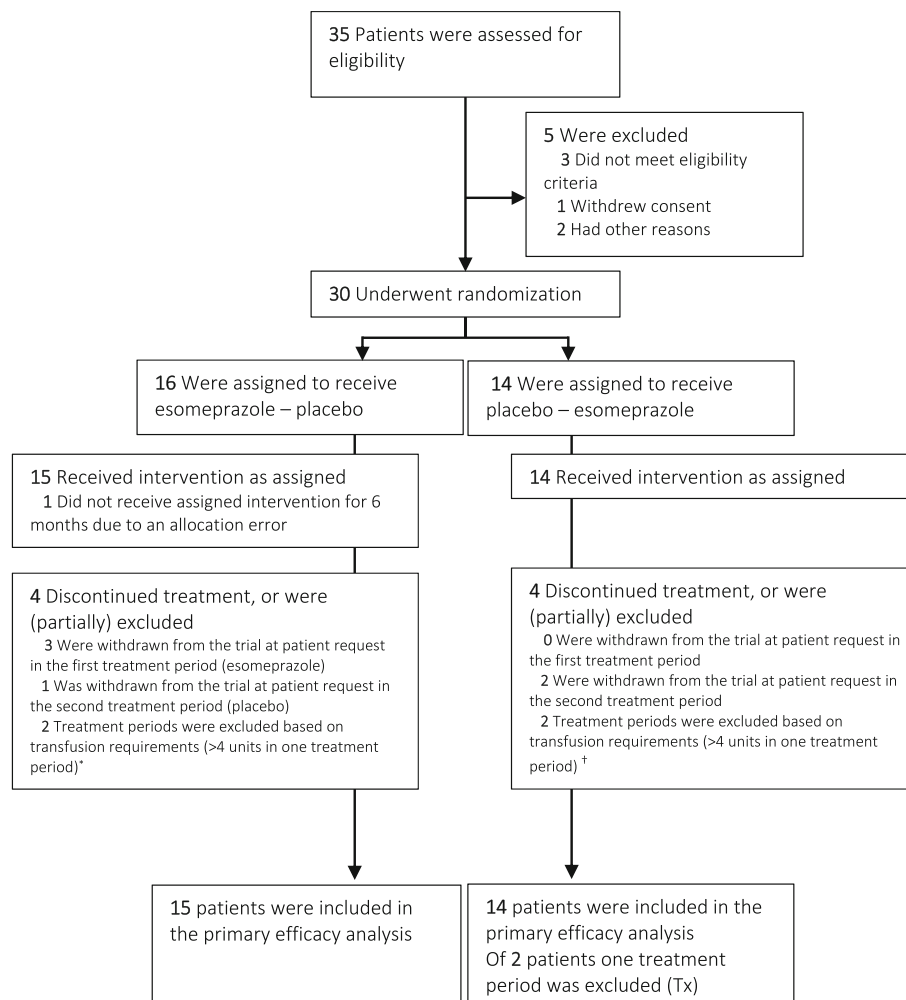 35 Patients were assessed for
eligibility
5 Were excluded
3 Did not meet eligibility
criteria
1 Withdrew consent
2 Had other reasons
30 Underwent randomization
16 Were assigned to receive
esomeprazole – placebo
14 Were assigned to receive
placebo – esomeprazole
15 Received intervention as assigned
1 Did not receive assigned intervention for 6
months due to an allocation error
14 Received intervention as assigned
4 Discontinued treatment, or were
(partially) excluded
3 Were withdrawn from the trial at patient request
in the first treatment period (esomeprazole)
1 Was withdrawn from the trial at patient request in
the second treatment period (placebo)
2 Treatment periods were excluded based on
transfusion requirements (>4 units in one treatment
period)*
4 Discontinued treatment, or were
(partially) excluded
0 Were withdrawn from the trial at patient request in
the first treatment period
2 Were withdrawn from the trial at patient request in
the second treatment period
2 Treatment periods were excluded based on
transfusion requirements (>4 units in one treatment
period) †
15 patients were included in
the primary efficacy analysis
14 patients were included in the
primary efficacy analysis
Of 2 patients one treatment
period was excluded (Tx)